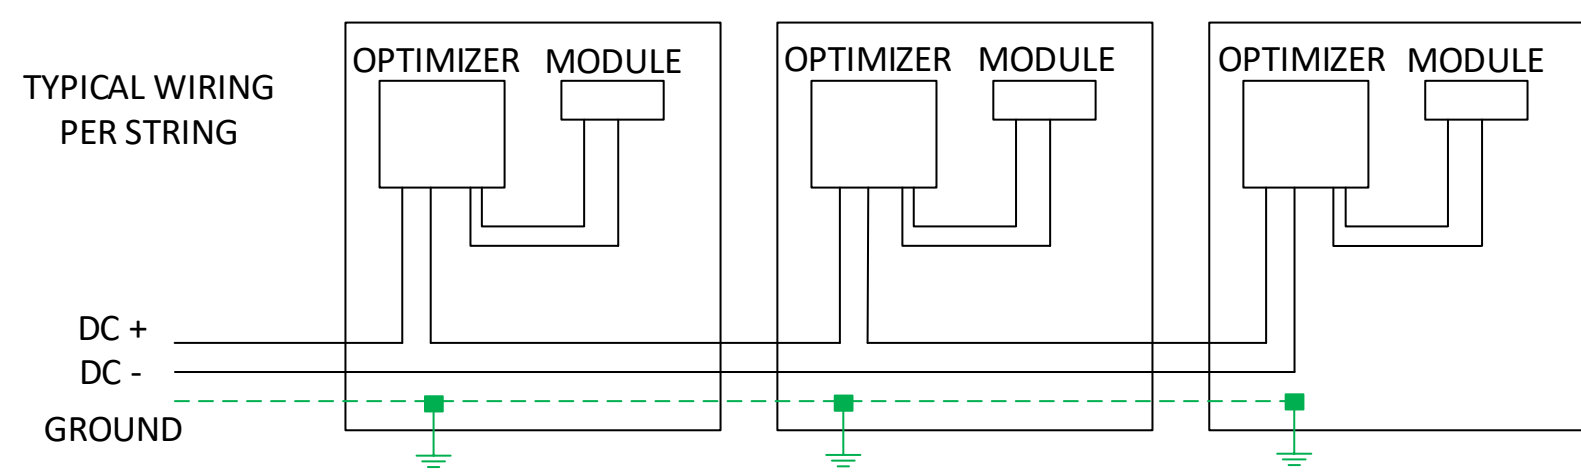 TYPICAL WIRING
PER STRING
OPTIMIZER MODULE
OPTIMIZER MODULE
OPTIMIZER MODULE
DC +
DC -
GROUND